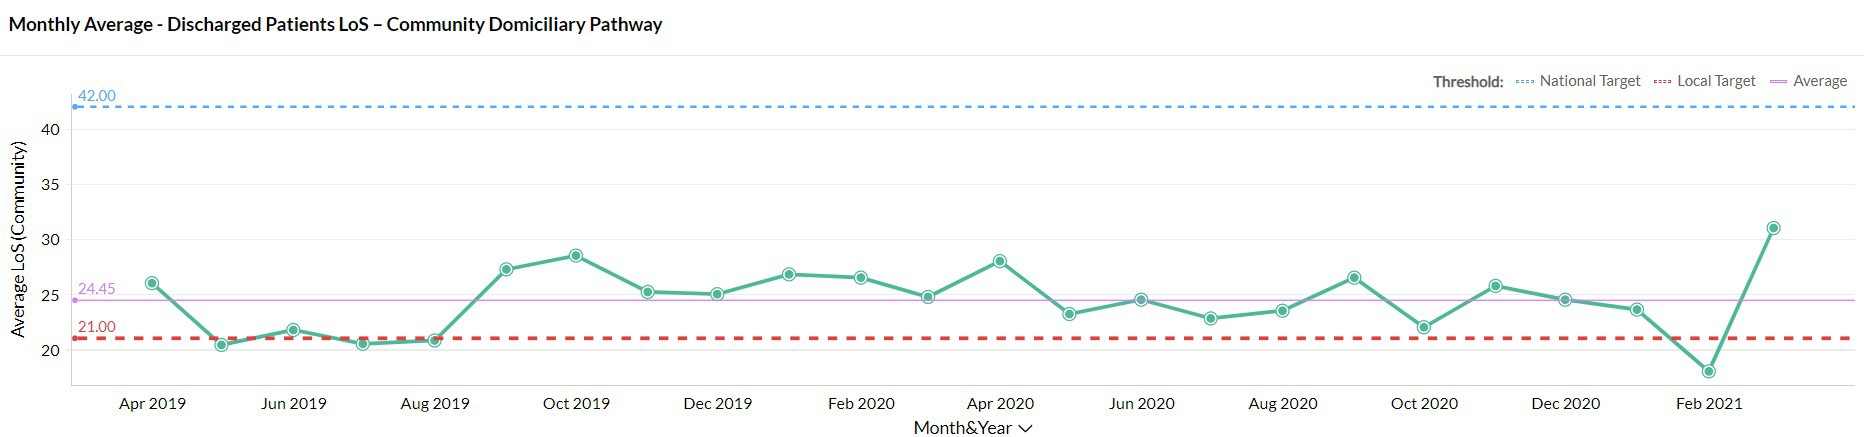 Monthly Average - Discharged Patients LoS – Community Domiciliary Pathway
Threshold: National Target Local Target Average
42.00
40
35
30
25
20
24.45
21.00
Average LoS (Community)
Apr 2019 Jun 2019 Aug 2019 Oct 2019 Dec 2019 Feb 2020 Apr 2020 Jun 2020 Aug 2020 Oct 2020 Dec 2020 Feb 2021
Month&Year